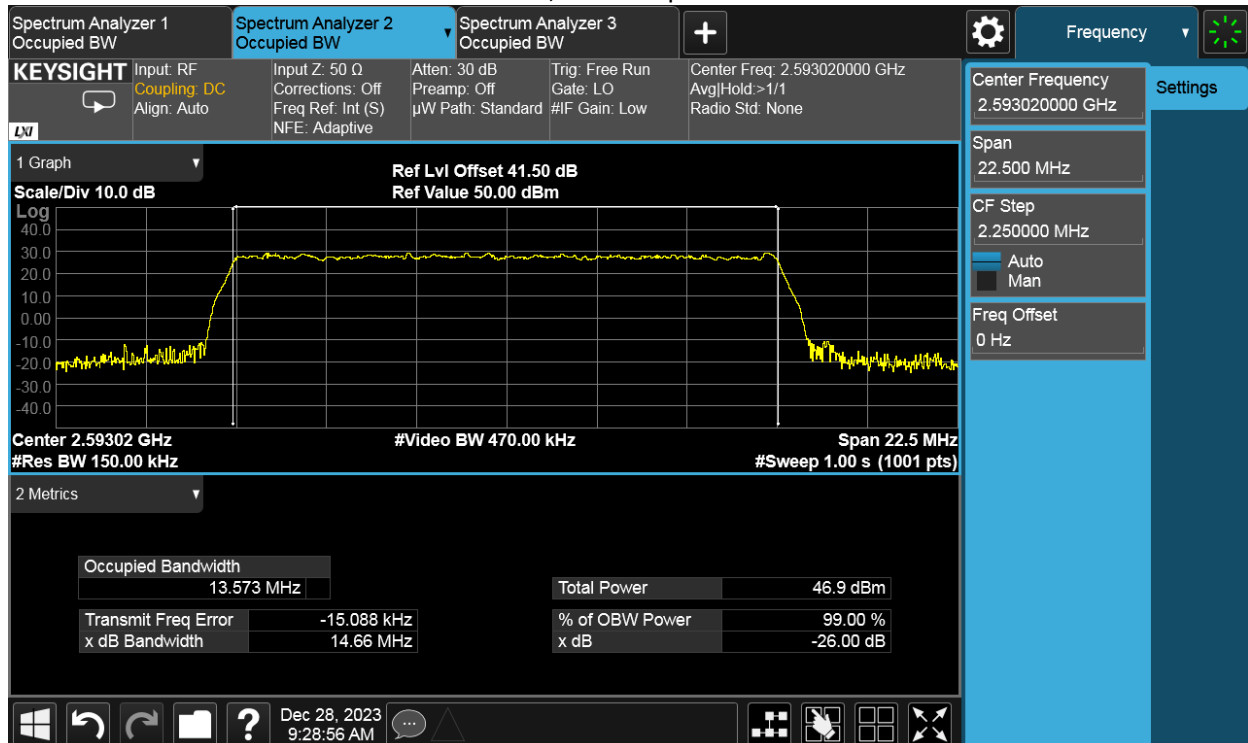 Spectrum Analyzer 1
Occupied BW
Spectrum Analyzer 2
Occupied BW
Spectrum Analyzer 3
Occupied BW
Frequency
KEYSIGHT
LXI
Input: RF
Coupling: DC
Align: Auto
Input Z: 50 Ω
Corrections: Off
Freq Ref: Int (S)
NFE: Adaptive
Atten: 30 dB
Preamp: Off
µW Path: Standard
Trig: Free Run
Gate: LO
#IF Gain: Low
Center Freq: 2.593020000 GHz
Avg|Hold:>1/1
Radio Std: None
Center Frequency
2.593020000 GHz
Settings
Span
22.500 MHz
CF Step
2.250000 MHz
Auto
Man
Freq Offset
0 Hz
1 Graph
Ref Lvl Offset 41.50 dB
Scale/Div 10.0 dB
Ref Value 50.00 dBm
Log
40.0
30.0
20.0
10.0
0.00
-10.0
-20.0
-30.0
-40.0
Center 2.59302 GHz
#Video BW 470.00 kHz
Span 22.5 MHz
#Res BW 150.00 kHz
#Sweep 1.00 s (1001 pts)
2 Metrics
Occupied Bandwidth
13.573 MHz
Total Power 46.9 dBm
Transmit Freq Error -15.088 kHz
% of OBW Power 99.00 %
x dB Bandwidth 14.66 MHz
x dB -26.00 dB
Dec 28, 2023
9:28:56 AM